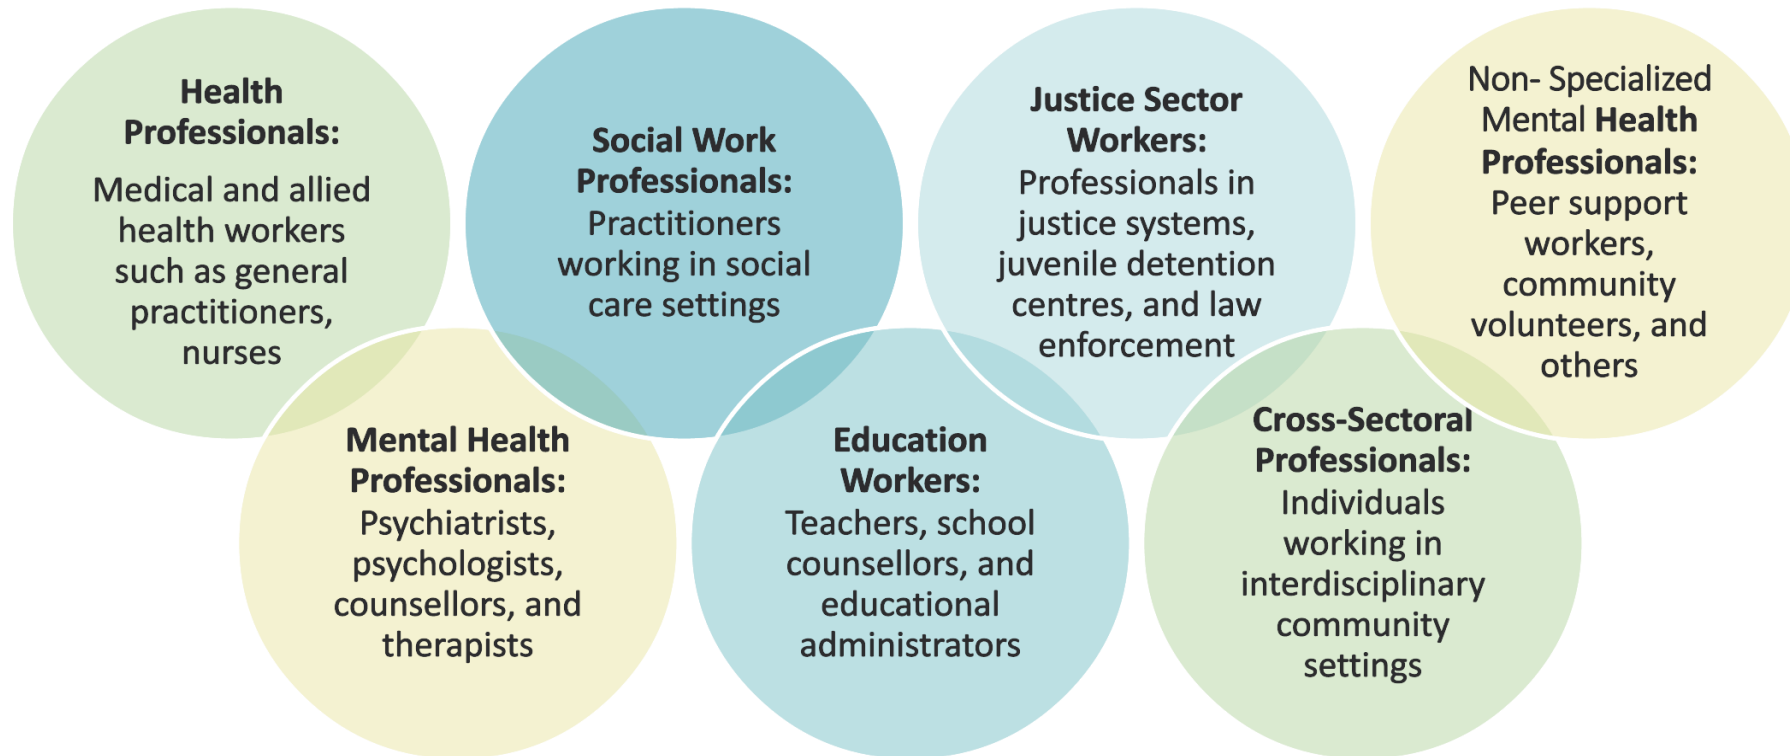 Health
Professionals:
Medical and allied
health workers
such as general
practitioners,
nurses
Mental Health
Professionals:
Psychiatrists,
psychologists,
counsellors, and
therapists
Social Work
Professionals:
Practitioners
working in social
care settings
Education
Workers:
Teachers, school
counsellors, and
educational
administrators
Justice Sector
Workers:
Professionals in
justice systems,
juvenile detention
centres, and law
enforcement
Cross-Sectoral
Professionals:
Individuals
working in
interdisciplinary
community
settings
Non- Specialized
Mental Health
Professionals:
Peer support
workers,
community
volunteers, and
others